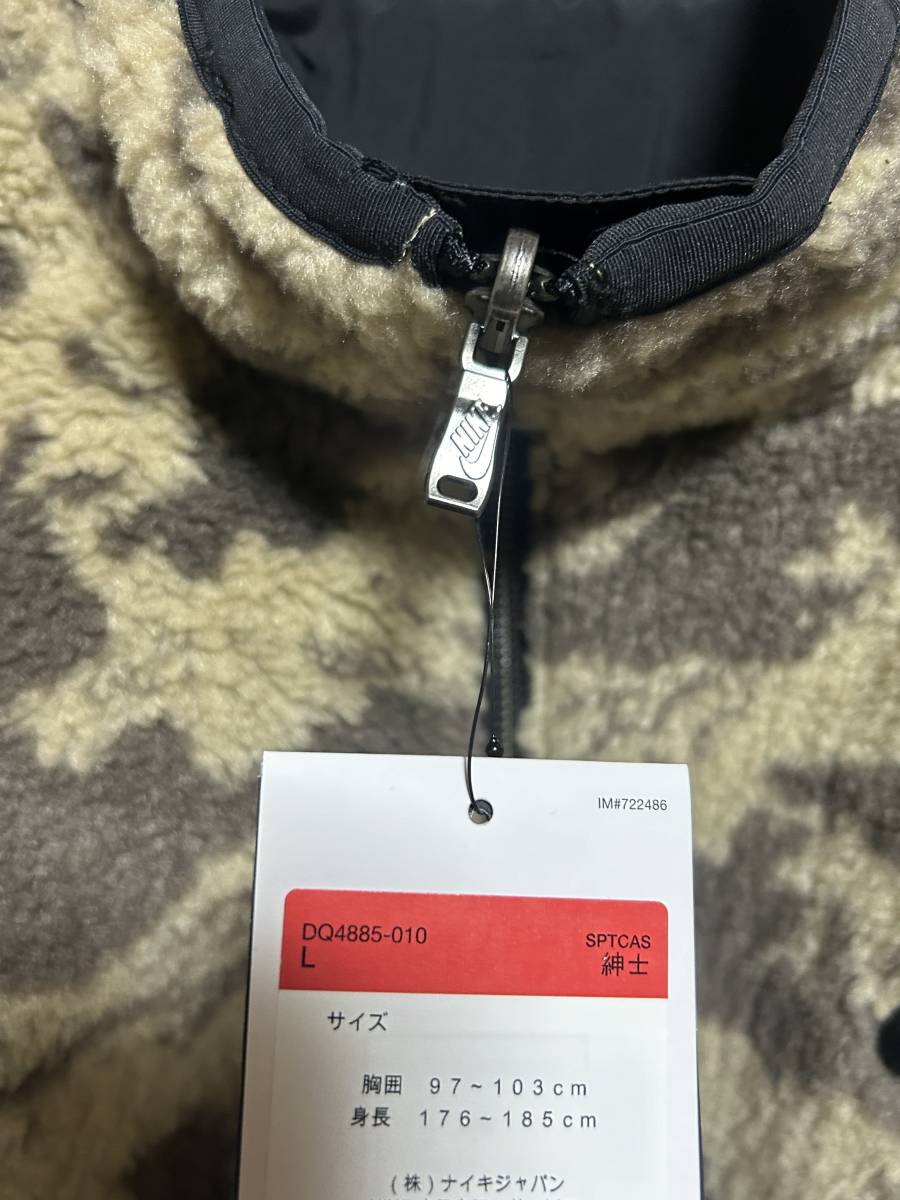 NIKE
IM#722486
DQ4885-010
L
SPTCAS
紳士
サイズ
胸囲 97~103cm
身長 176~185cm
(株)ナイキジャパン